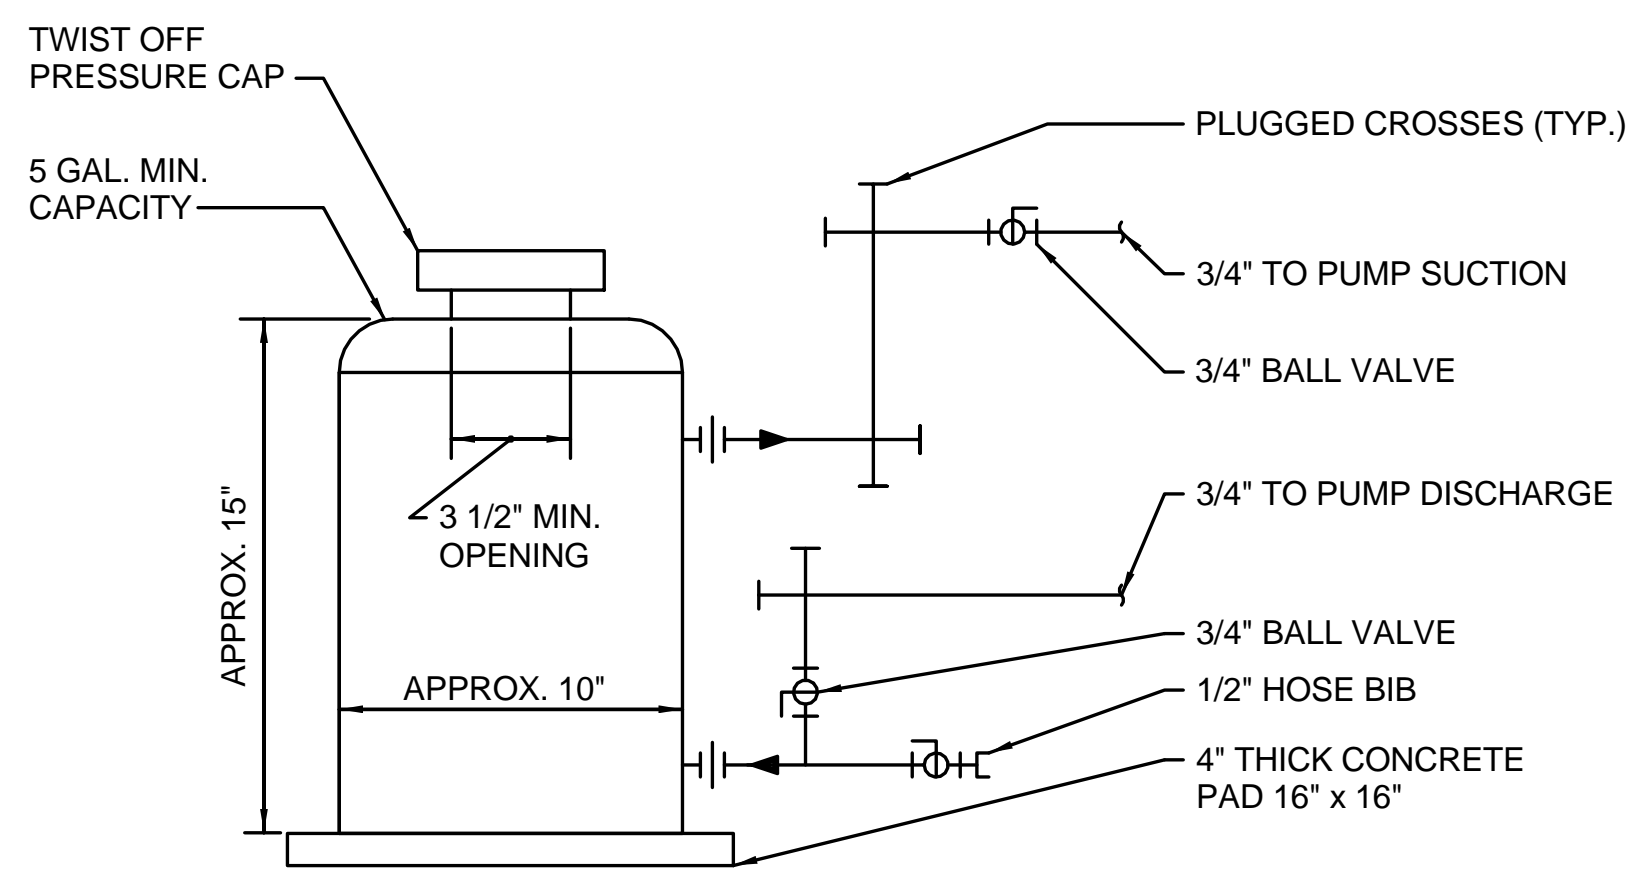 TWIST OFF
PRESSURE CAP
5 GAL. MIN.
CAPACITY
PLUGGED CROSSES (TYP.)
3/4" TO PUMP SUCTION
3/4" BALL VALVE
3/4" TO PUMP DISCHARGE
3 1/2" MIN.
OPENING
APPROX. 15"
APPROX. 10"
3/4" BALL VALVE
1/2" HOSE BIB
4" THICK CONCRETE
PAD 16" x 16"